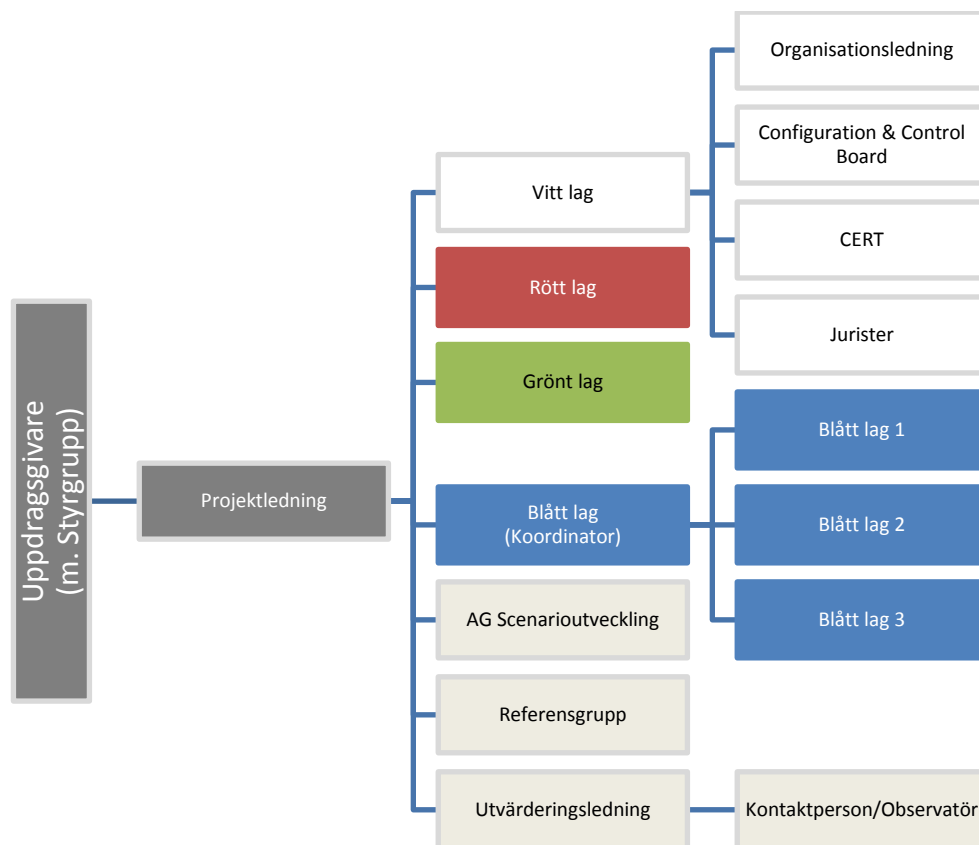 Uppdragsgivare
(m. Styrgrupp)
Projektledning
Vitt lag
Rött lag
Grönt lag
Blått lag
(Koordinator)
AG Scenarioutveckling
Referensgrupp
Utvärderingsledning
Organisationsledning
Configuration & Control
Board
CERT
Jurister
Blått lag 1
Blått lag 2
Blått lag 3
Kontaktperson/Observatör